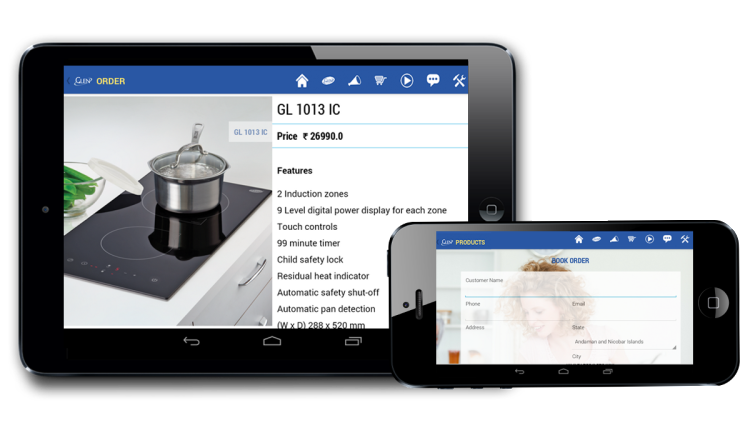 GLEN ORDER
GL 1013 IC
GL 1013 IC
Price ₹ 26990.0
Features
2 Induction zones
9 Level digital power display for each zone
Touch controls
99 minute timer
Child safety lock
Residual heat indicator
Automatic safety shut-off
Automatic pan detection
(W x D) 288 x 520 mm
GLEN PRODUCTS
BOOK ORDER
Customer Name
Phone Email
Address State
Andaman and Nicobar Islands
City